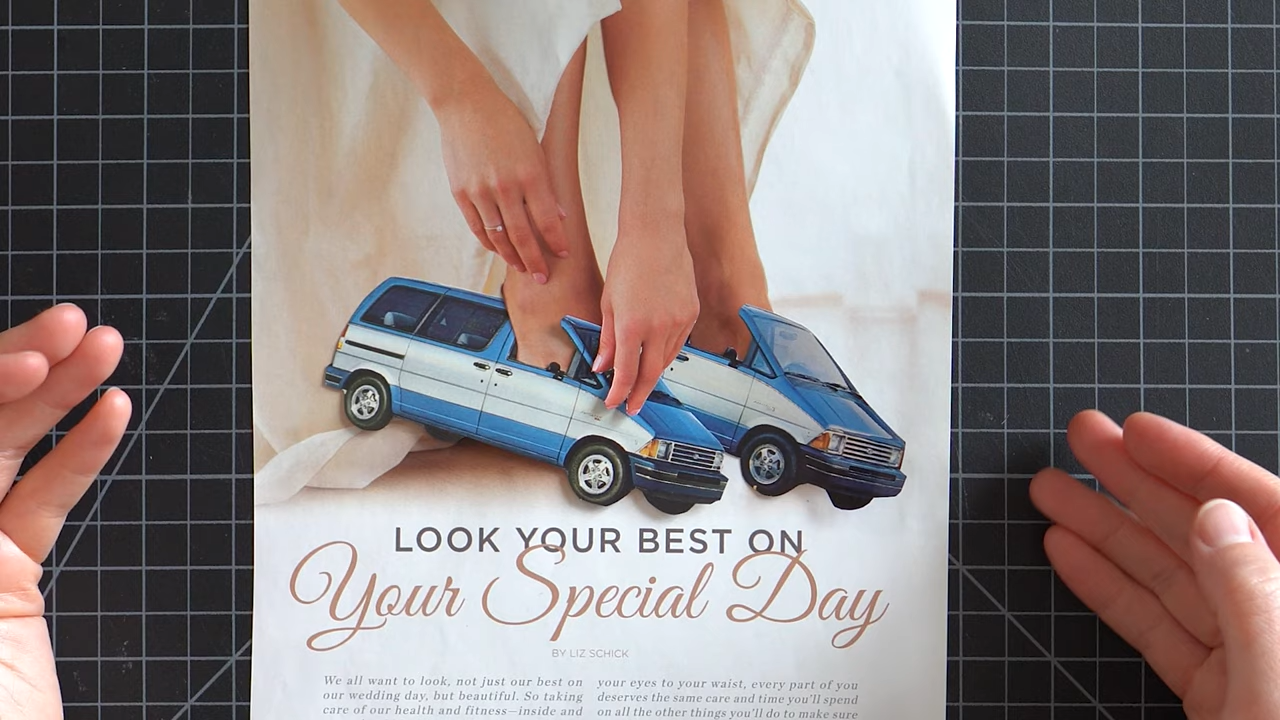 LOOK YOUR BEST ON
Your Special Day
BY LIZ SCHICK
We all want to look, not just our best on
our wedding day, but beautiful. So taking
care of our health and fitness—inside and
your eyes to your waist, every part of you
deserves the same care and time you'll spend
on all the other things you'll do to make sure